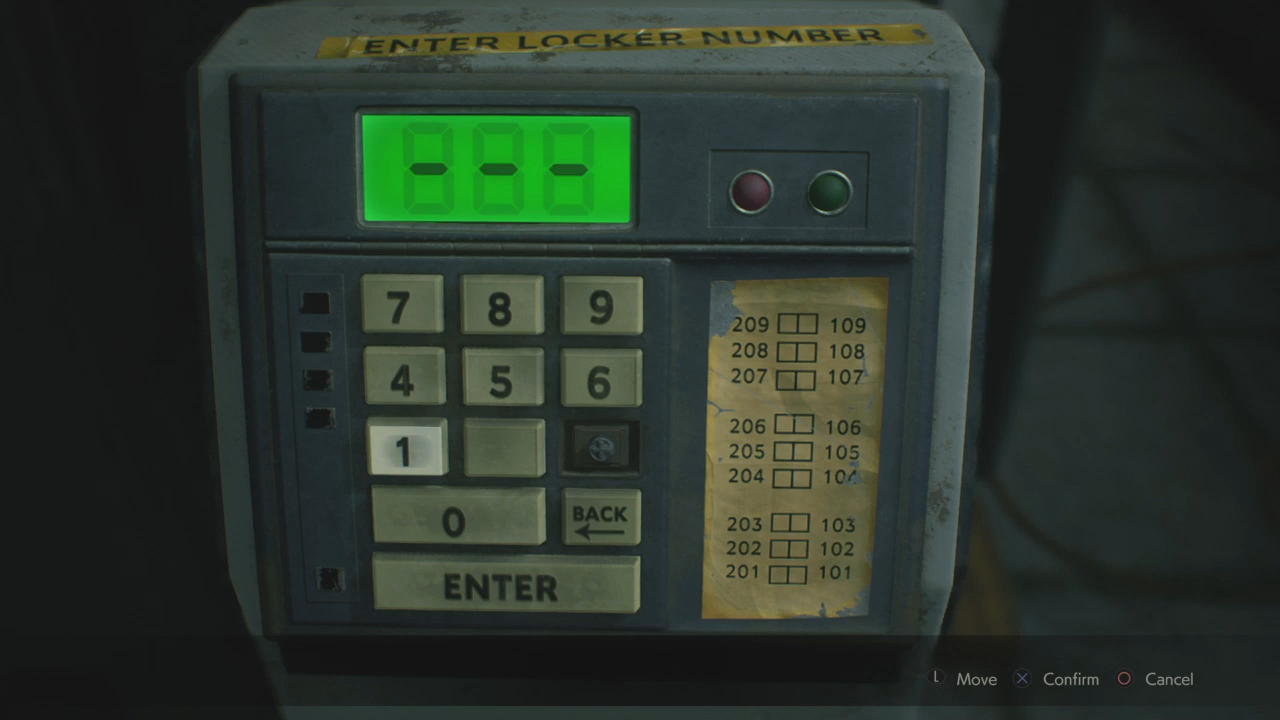 ENTER LOCKER NUMBER
---
7 8 9
4 5 6
1
0 BACK
ENTER
209 109
208 108
207 107
206 106
205 105
204 104
203 103
202 102
201 101
L Move Confirm Cancel